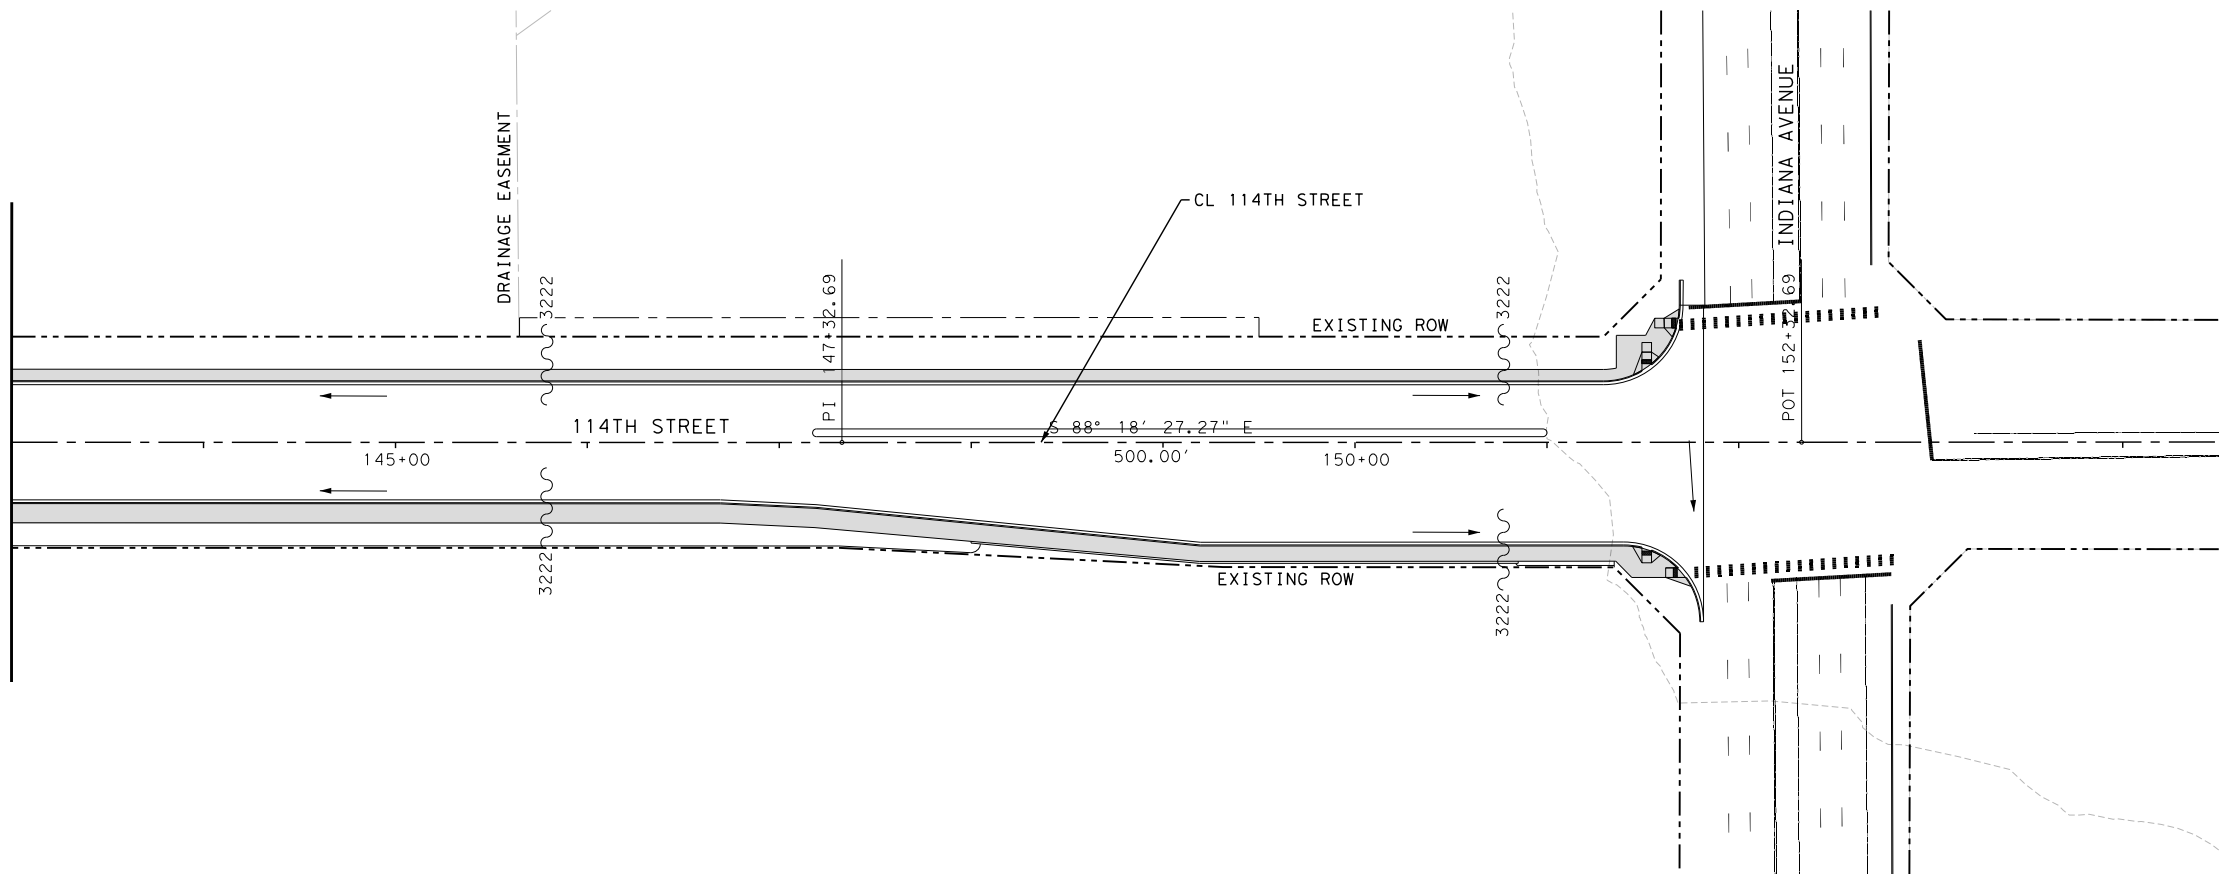 DRAINAGE EASEMENT
INDIANA AVENUE
CL 114TH STREET
3222
PI 147+32.69
3222
POT 152+32.69
EXISTING ROW
114TH STREET
S 88° 18' 27.27" E
145+00
500.00'
150+00
3222
3222
EXISTING ROW